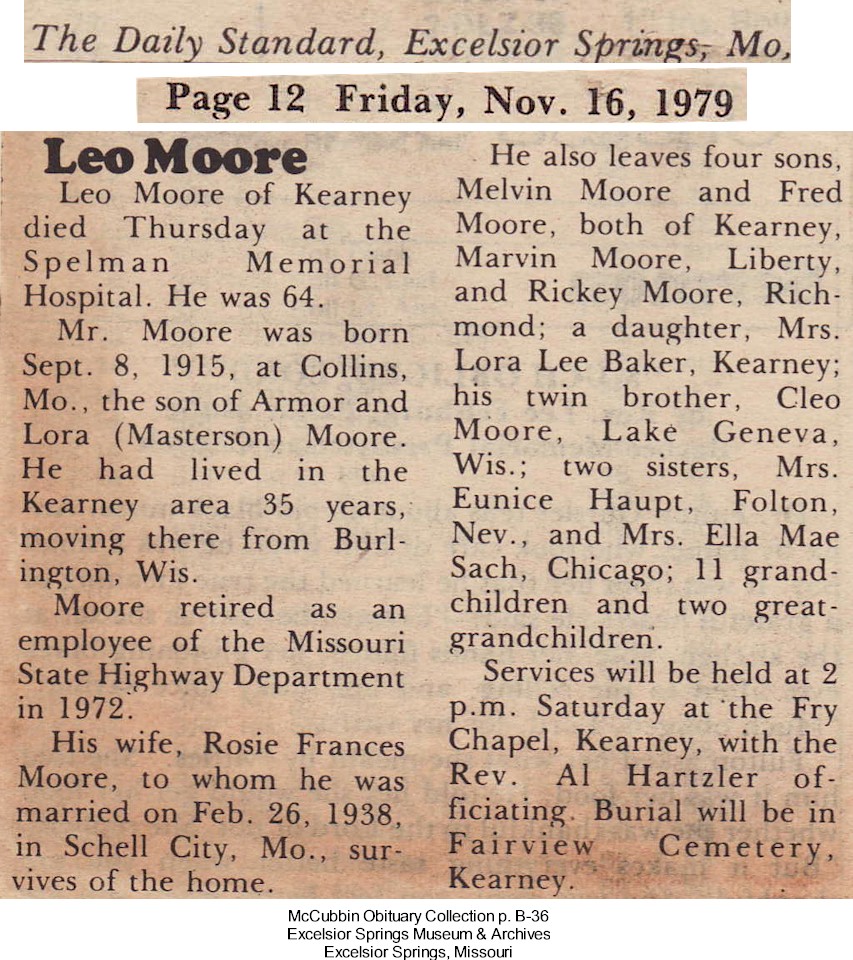 The Daily Standard, Excelsior Springs, Mo.
Page 12 Friday, Nov. 16, 1979
Leo Moore
Leo Moore of Kearney
died Thursday at the
Spelman Memorial
Hospital. He was 64.
Mr. Moore was born
Sept. 8, 1915, at Collins,
Mo., the son of Armor and
Lora (Masterson) Moore.
He had lived in the
Kearney area 35 years,
moving there from Burl-
ington, Wis.
Moore retired as an
employee of the Missouri
State Highway Department
in 1972.
His wife, Rosie Frances
Moore, to whom he was
married on Feb. 26, 1938,
in Schell City, Mo., sur-
vives of the home.
He also leaves four sons,
Melvin Moore and Fred
Moore, both of Kearney,
Marvin Moore, Liberty,
and Rickey Moore, Rich-
mond; a daughter, Mrs.
Lora Lee Baker, Kearney;
his twin brother, Cleo
Moore, Lake Geneva,
Wis.; two sisters, Mrs.
Eunice Haupt, Folton,
Nev., and Mrs. Ella Mae
Sach, Chicago; 11 grand-
children and two great-
grandchildren.
Services will be held at 2
p.m. Saturday at the Fry
Chapel, Kearney, with the
Rev. Al Hartzler of-
ficiating. Burial will be in
Fairview Cemetery,
Kearney.
McCubbin Obituary Collection p. B-36
Excelsior Springs Museum & Archives
Excelsior Springs, Missouri